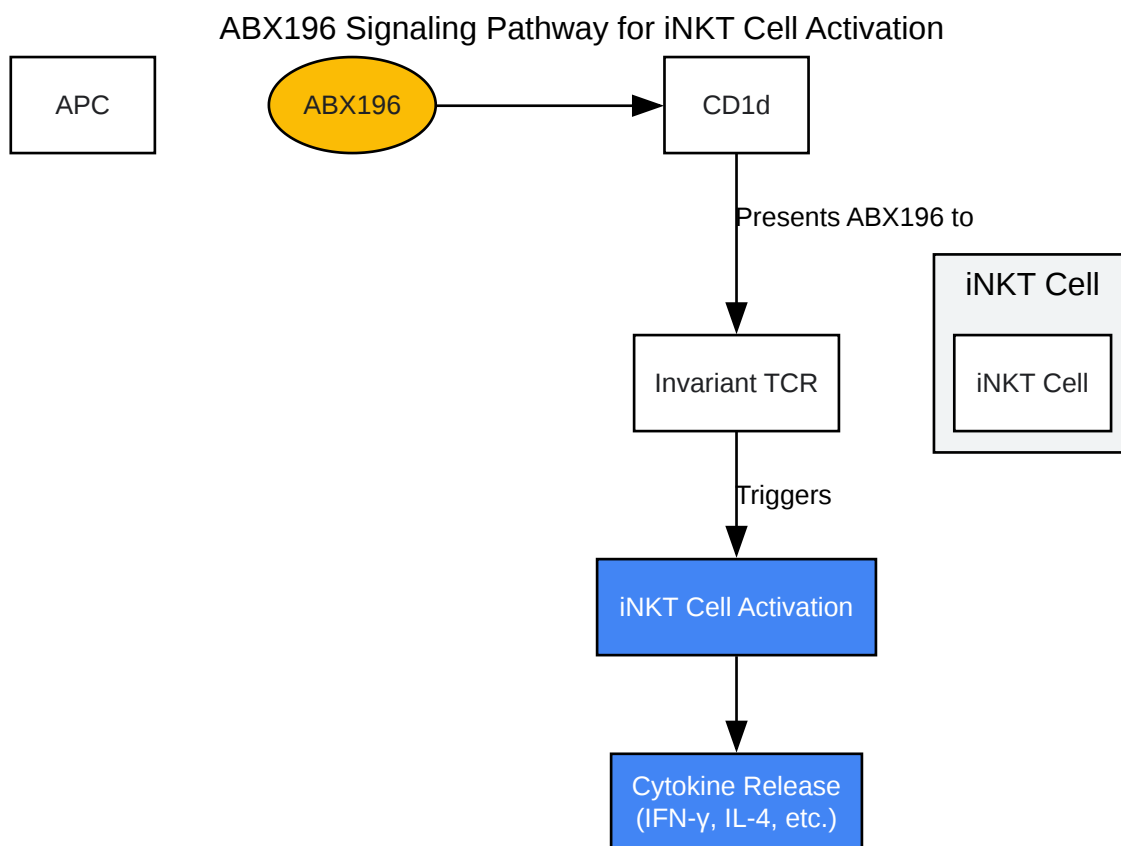 ABX196 Signaling Pathway for iNKT Cell Activation
APC
ABX196
CD1d
Presents ABX196 to
iNKT Cell
Invariant TCR
iNKT Cell
Triggers
iNKT Cell Activation
Cytokine Release
(IFN-γ, IL-4, etc.)